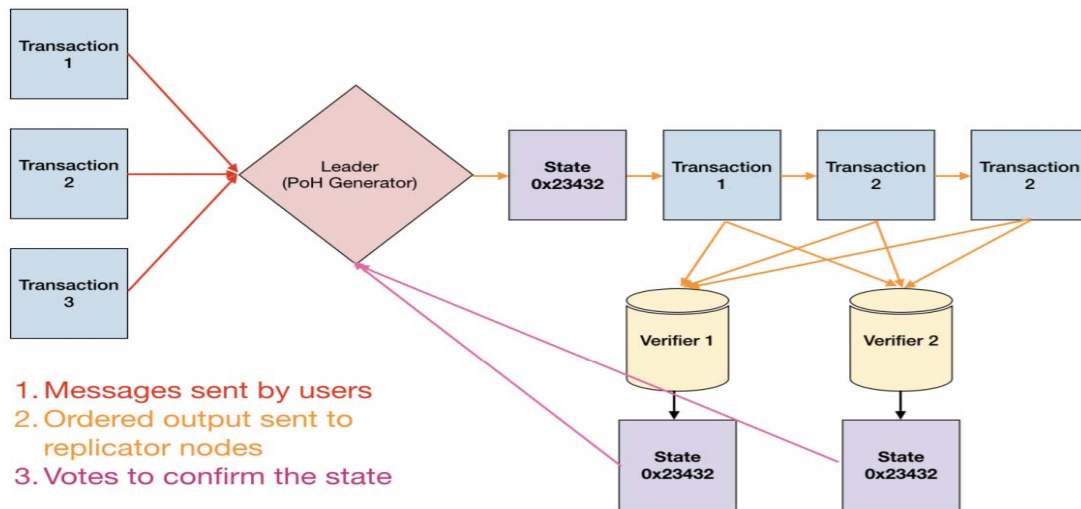 Transaction
1
Transaction
2
Transaction
3
Leader
(PoH Generator)
State
0x23432
Transaction
1
Transaction
2
Transaction
2
Verifier 1
Verifier 2
State
0x23432
State
0x23432
1. Messages sent by users
2. Ordered output sent to
replicator nodes
3. Votes to confirm the state